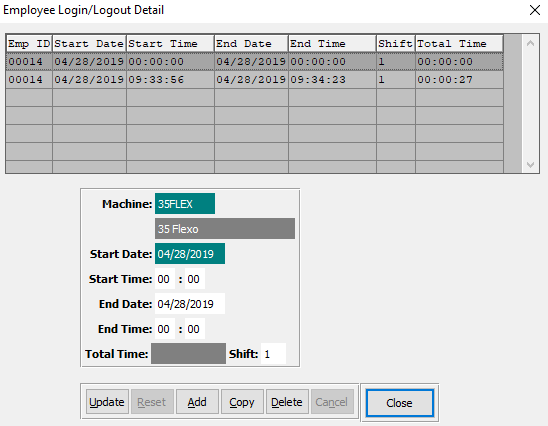 Employee Login/Logout Detail
Emp ID Start Date Start Time End Date End Time Shift Total Time
00014 04/28/2019 00:00:00 04/28/2019 00:00:00 1 00:00:00
00014 04/28/2019 09:33:56 04/28/2019 09:34:23 1 00:00:27
Machine: 35FLEX
35 Flexo
Start Date: 04/28/2019
Start Time: 00 : 00
End Date: 04/28/2019
End Time: 00 : 00
Total Time: Shift: 1
Update Reset Add Copy Delete Cancel Close